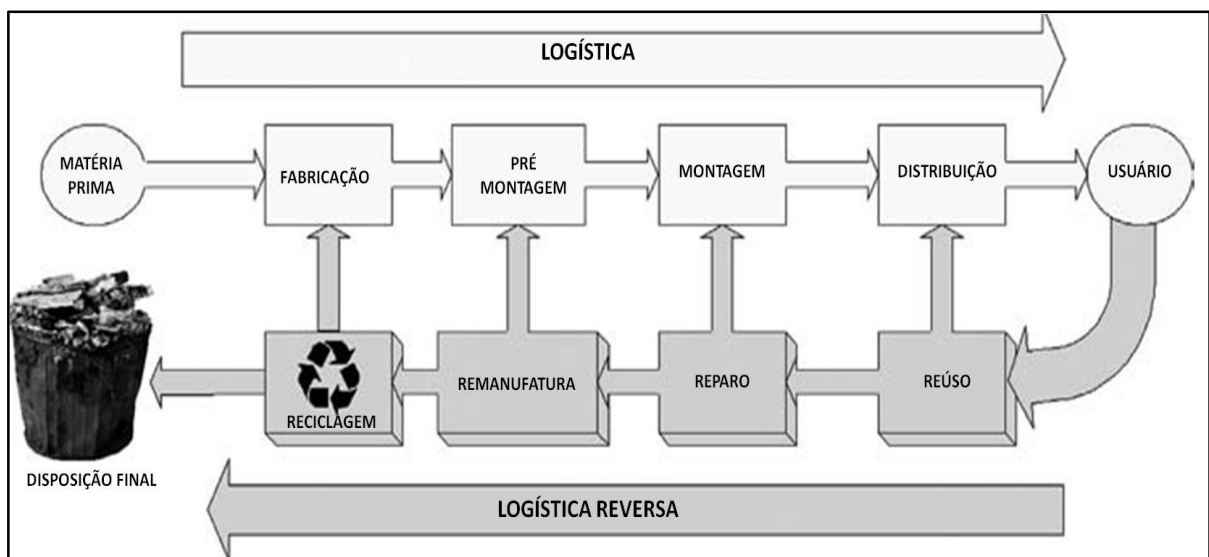 LOGÍSTICA
MATÉRIA
PRIMA
FABRICAÇÃO
PRÉ
MONTAGEM
MONTAGEM
DISTRIBUIÇÃO
USUÁRIO
RECICLAGEM
REMANUFATURA
REPARO
REÚSO
DISPOSIÇÃO FINAL
LOGÍSTICA REVERSA